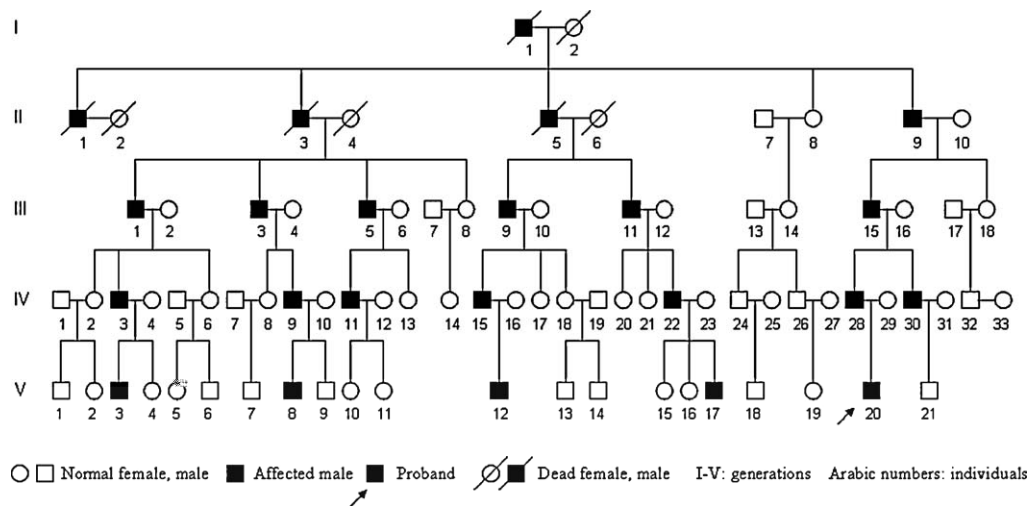 I
1 2
II
1 2 3 4 5 6 7 8 9 10
III
1 2 3 4 5 6 7 8 9 10 11 12 13 14 15 16 17 18
IV
1 2 3 4 5 6 7 8 9 10 11 12 13 14 15 16 17 18 19 20 21 22 23 24 25 26 27 28 29 30 31 32 33
V
1 2 3 4 5 6 7 8 9 10 11 12 13 14 15 16 17 18 19 20 21
Normal female, male Affected male Proband Dead female, male I-V: generations Arabic numbers: individuals